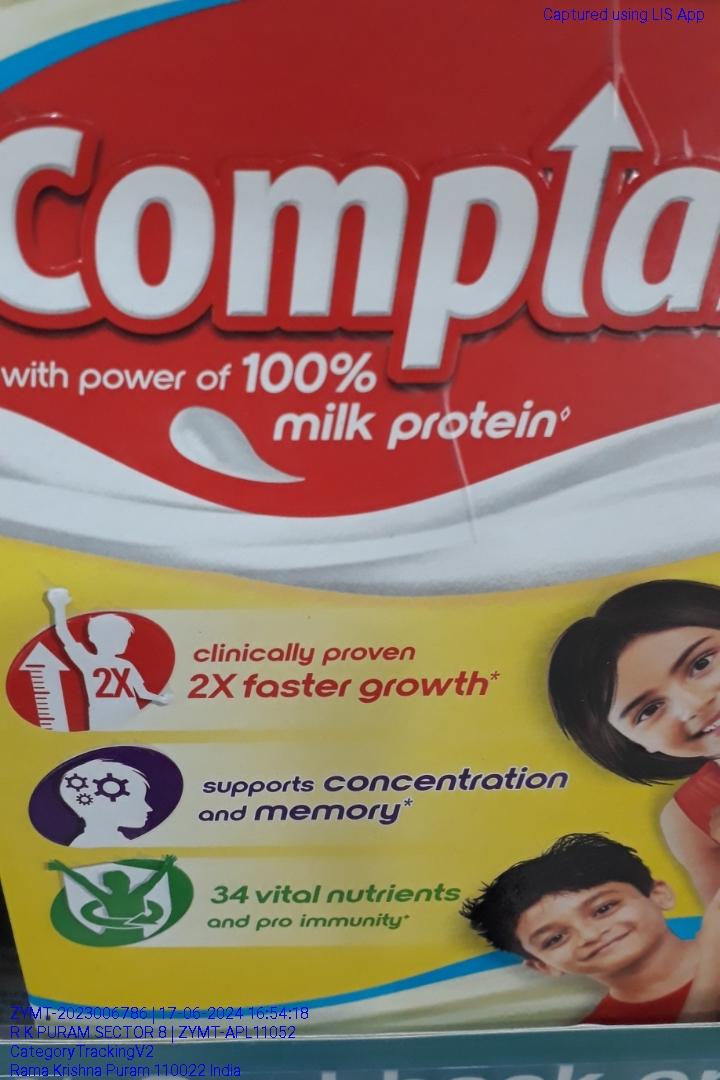 Captured using LIS App
Compla
with power of 100%
milk protein◊
2X
clinically proven
2X faster growth*
supports concentration
and memory*
34 vital nutrients
and pro immunity*
ZYMT-2023006786 | 17-06-2024 16:54:18
R K PURAM SECTOR 8 | ZYMT-APL11052
CategoryTrackingV2
Rama Krishna Puram 110022 India